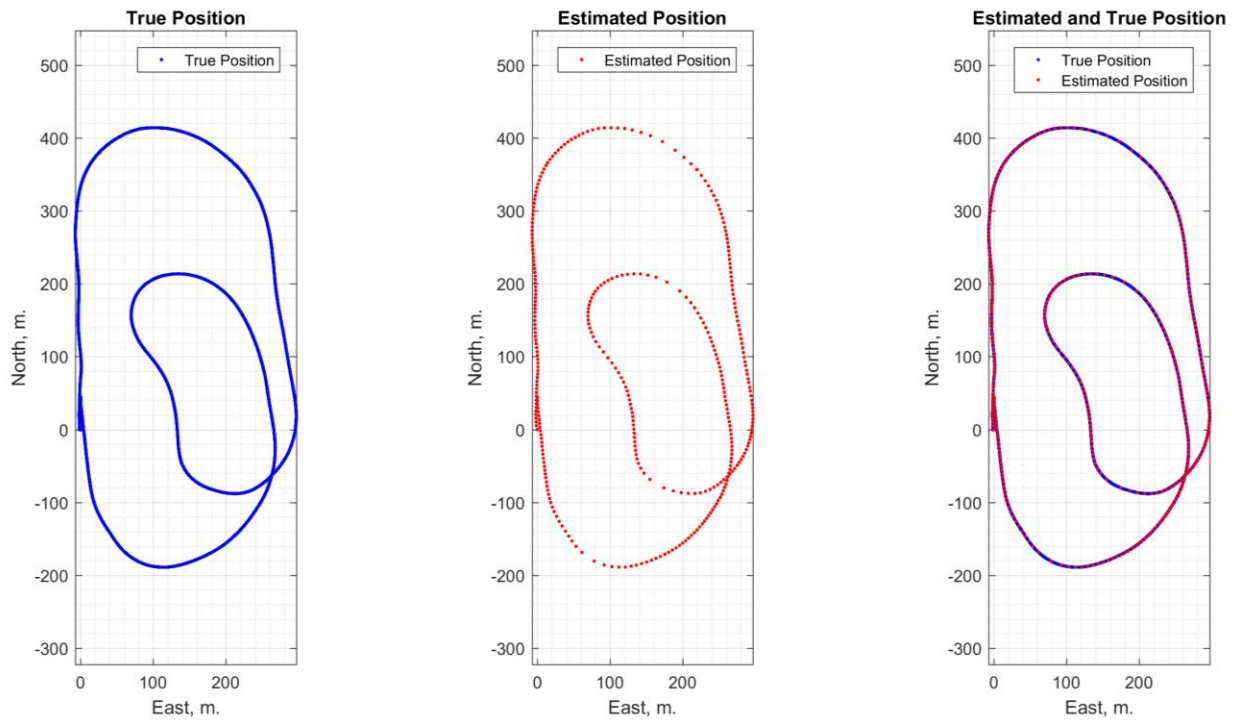 True Position
True Position
500
400
300
200
100
0
-100
-200
-300
North, m.
0 100 200
East, m.
Estimated Position
Estimated Position
500
400
300
200
100
0
-100
-200
-300
North, m.
0 100 200
East, m.
Estimated and True Position
True Position
Estimated Position
500
400
300
200
100
0
-100
-200
-300
North, m.
0 100 200
East, m.